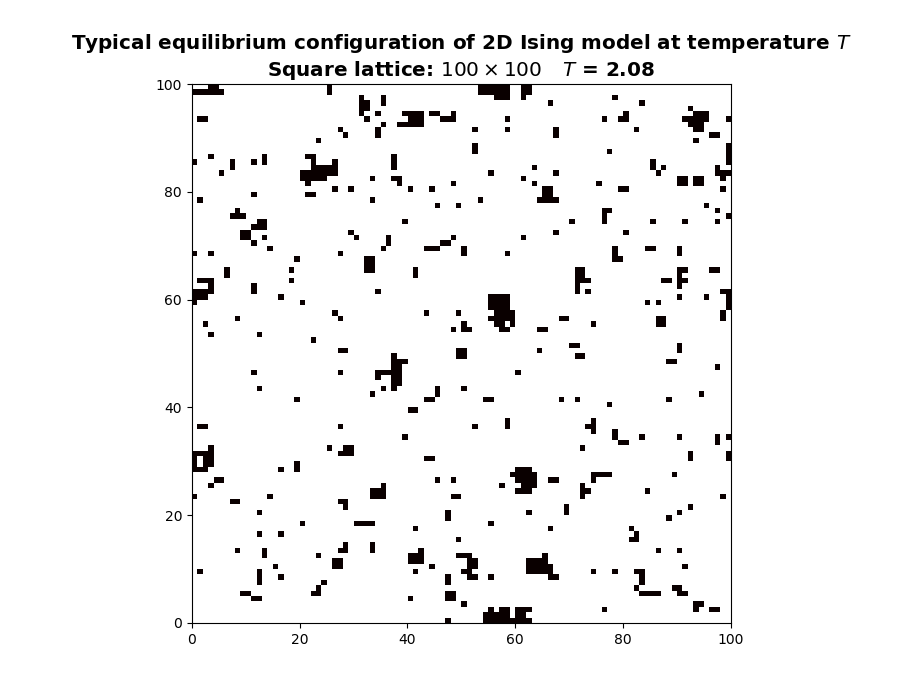 Typical equilibrium configuration of 2D Ising model at temperature T
Square lattice: 100 × 100 T = 2.08
100
80
60
40
20
0
0 20 40 60 80 100